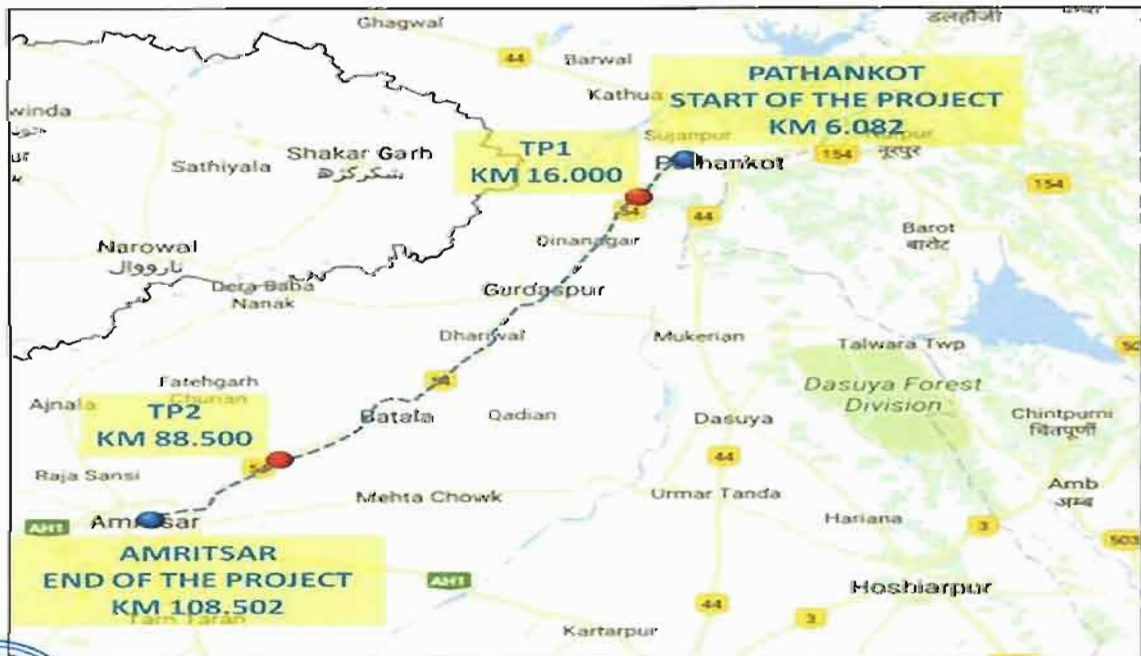 Ghagwal
डलहौज़ी
44
Barwal
Kathua
PATHANKOT
START OF THE PROJECT
KM 6.082
Sujanpur
winda
Sathiyala
Shakar Garh
شکرگڑھ
TP1
KM 16.000
Pathankot
154
नूरपुर
154
54
44
Dinanagar
Barot
बारोट
Narowal
نارووال
Dera Baba
Nanak
Gurdaspur
Dhariwal
Mukerian
Talwara Twp
Fatehgarh
Churian
Ajnala
TP2
KM 88.500
Batala
Qadian
Dasuya
Dasuya Forest
Division
Chintpurni
चिंतपूर्णी
44
Raja Sansi
Mehta Chowk
Urmar Tanda
Amb
अम्ब
Hariana
3
503
AH1
Amritsar
AMRITSAR
END OF THE PROJECT
KM 108.502
Tarn Taran
AH1
Hoshiarpur
44
3
Kartarpur